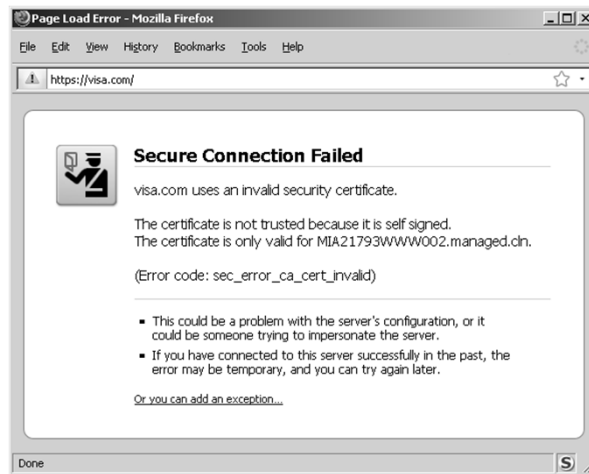 Page Load Error - Mozilla Firefox
File Edit View History Bookmarks Tools Help
https://visa.com/
Secure Connection Failed
visa.com uses an invalid security certificate.
The certificate is not trusted because it is self signed.
The certificate is only valid for MIA21793WWW002.managed.cln.
(Error code: sec_error_ca_cert_invalid)
▪ This could be a problem with the server's configuration, or it
could be someone trying to impersonate the server.
▪ If you have connected to this server successfully in the past, the
error may be temporary, and you can try again later.
Or you can add an exception...
Done S